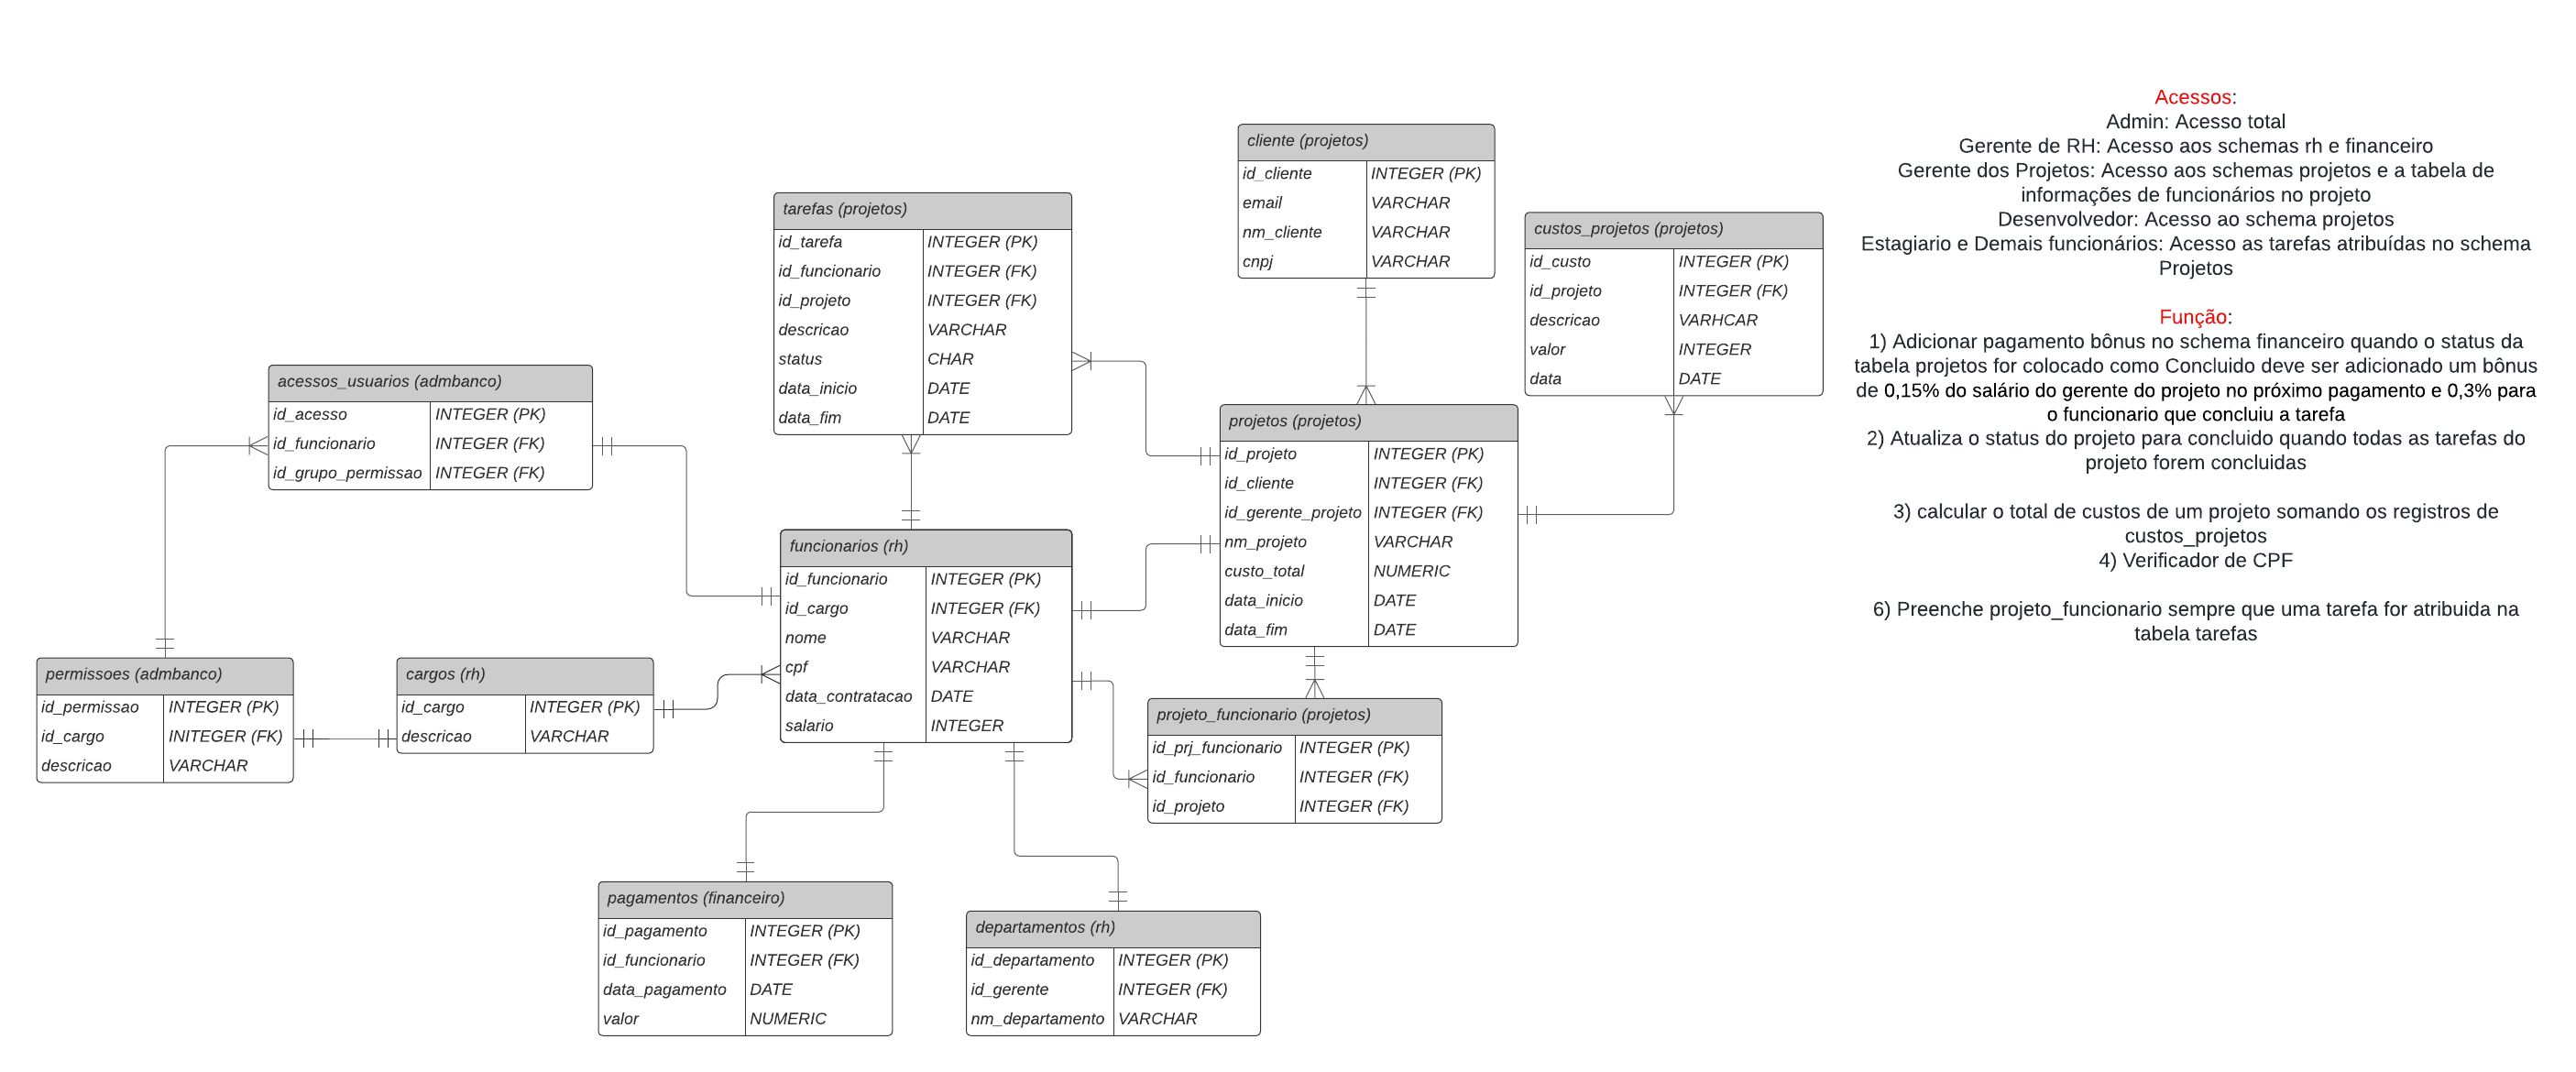 cliente (projetos)
id_cliente INTEGER (PK)
email VARCHAR
nm_cliente VARCHAR
cnpj VARCHAR
tarefas (projetos)
id_tarefa INTEGER (PK)
id_funcionario INTEGER (FK)
id_projeto INTEGER (FK)
descricao VARCHAR
status CHAR
data_inicio DATE
data_fim DATE
custos_projetos (projetos)
id_custo INTEGER (PK)
id_projeto INTEGER (FK)
descricao VARHCAR
valor INTEGER
data DATE
acessos_usuarios (admbanco)
id_acesso INTEGER (PK)
id_funcionario INTEGER (FK)
id_grupo_permissao INTEGER (FK)
projetos (projetos)
id_projeto INTEGER (PK)
id_cliente INTEGER (FK)
id_gerente_projeto INTEGER (FK)
nm_projeto VARCHAR
custo_total NUMERIC
data_inicio DATE
data_fim DATE
funcionarios (rh)
id_funcionario INTEGER (PK)
id_cargo INTEGER (FK)
nome VARCHAR
cpf VARCHAR
data_contratacao DATE
salario INTEGER
permissoes (admbanco)
id_permissao INTEGER (PK)
id_cargo INITEGER (FK)
descricao VARCHAR
cargos (rh)
id_cargo INTEGER (PK)
descricao VARCHAR
projeto_funcionario (projetos)
id_prj_funcionario INTEGER (PK)
id_funcionario INTEGER (FK)
id_projeto INTEGER (FK)
pagamentos (financeiro)
id_pagamento INTEGER (PK)
id_funcionario INTEGER (FK)
data_pagamento DATE
valor NUMERIC
departamentos (rh)
id_departamento INTEGER (PK)
id_gerente INTEGER (FK)
nm_departamento VARCHAR
Acessos:
Admin: Acesso total
Gerente de RH: Acesso aos schemas rh e financeiro
Gerente dos Projetos: Acesso aos schemas projetos e a tabela de
informações de funcionários no projeto
Desenvolvedor: Acesso ao schema projetos
Estagiario e Demais funcionários: Acesso as tarefas atribuídas no schema
Projetos
Função:
1) Adicionar pagamento bônus no schema financeiro quando o status da
tabela projetos for colocado como Concluido deve ser adicionado um bônus
de 0,15% do salário do gerente do projeto no próximo pagamento e 0,3% para
o funcionario que concluiu a tarefa
2) Atualiza o status do projeto para concluido quando todas as tarefas do
projeto forem concluidas
3) calcular o total de custos de um projeto somando os registros de
custos_projetos
4) Verificador de CPF
6) Preenche projeto_funcionario sempre que uma tarefa for atribuida na
tabela tarefas